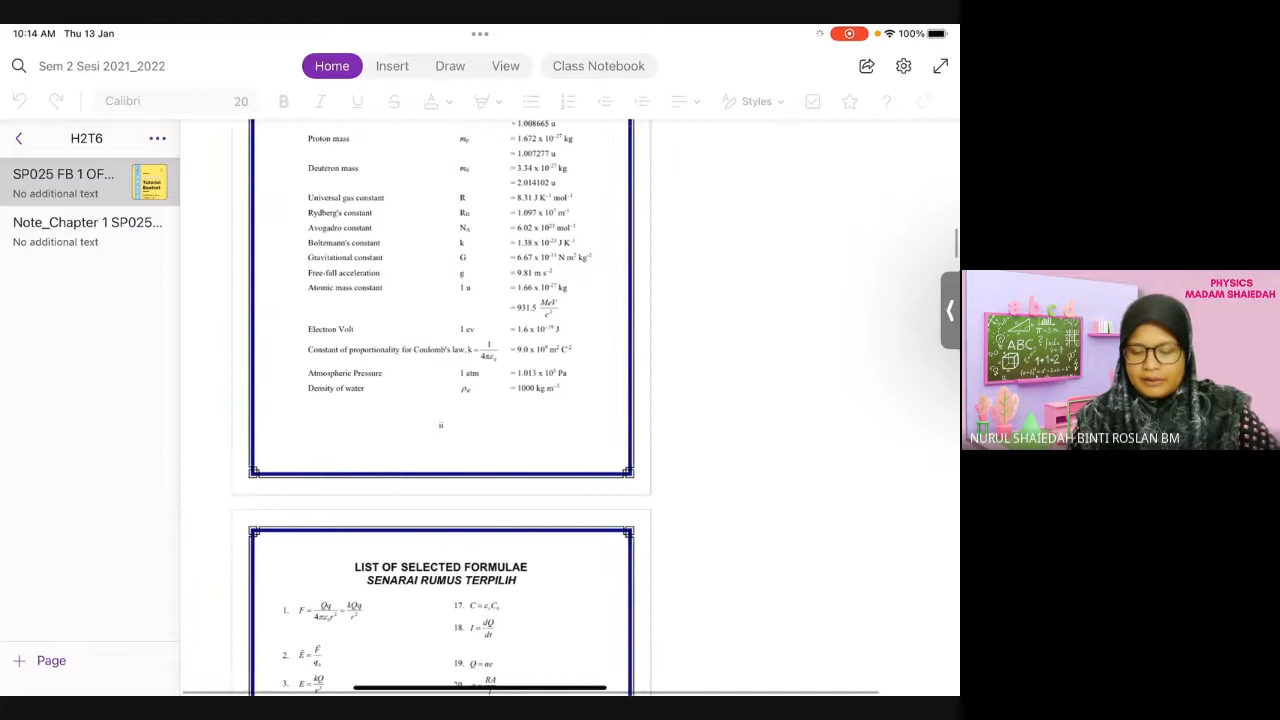 10:14 AM Thu 13 Jan
100%
Sem 2 Sesi 2021_2022
Home Insert Draw View Class Notebook
Calibri 20 B I U S A Styles
H2T6
SP025 FB 1 OF...
No additional text
Tutorial Booklet
Note_Chapter 1 SP025...
No additional text
+ Page
= 1.008665 u
Proton mass mₚ = 1.672 x 10⁻²⁷ kg
= 1.007277 u
Deuteron mass = 3.34 x 10⁻²⁷ kg
= 2.014102 u
Universal gas constant R = 8.31 J K⁻¹ mol⁻¹
Rydberg's constant R_H = 1.097 x 10⁷ m⁻¹
Avogadro constant N_A = 6.02 x 10²³ mol⁻¹
Boltzmann's constant k = 1.38 x 10⁻²³ J K⁻¹
Gravitational constant G = 6.67 x 10⁻¹¹ N m² kg⁻²
Free-fall acceleration g = 9.81 m s⁻²
Atomic mass constant 1 u = 1.66 x 10⁻²⁷ kg
= 931.5 MeV/c²
Electron Volt 1 ev = 1.6 x 10⁻¹⁹ J
Constant of proportionality for Coulomb's law, k = 1/4πε₀ = 9.0 x 10⁹ m² C⁻²
Atmospheric Pressure 1 atm = 1.013 x 10⁵ Pa
Density of water ρ_W = 1000 kg m⁻³
ii
LIST OF SELECTED FORMULAE
SENARAI RUMUS TERPILIH
1. F = Qq/4πε₀r² = kQq/r²
2. E = F/q₀
3. E = kQ/r²
17. C = εᵣC₀
18. I = dQ/dt
19. Q = ne
20. RA
PHYSICS
MADAM SHAIEDAH
ABC
NURUL SHAIEDAH BINTI ROSLAN BM